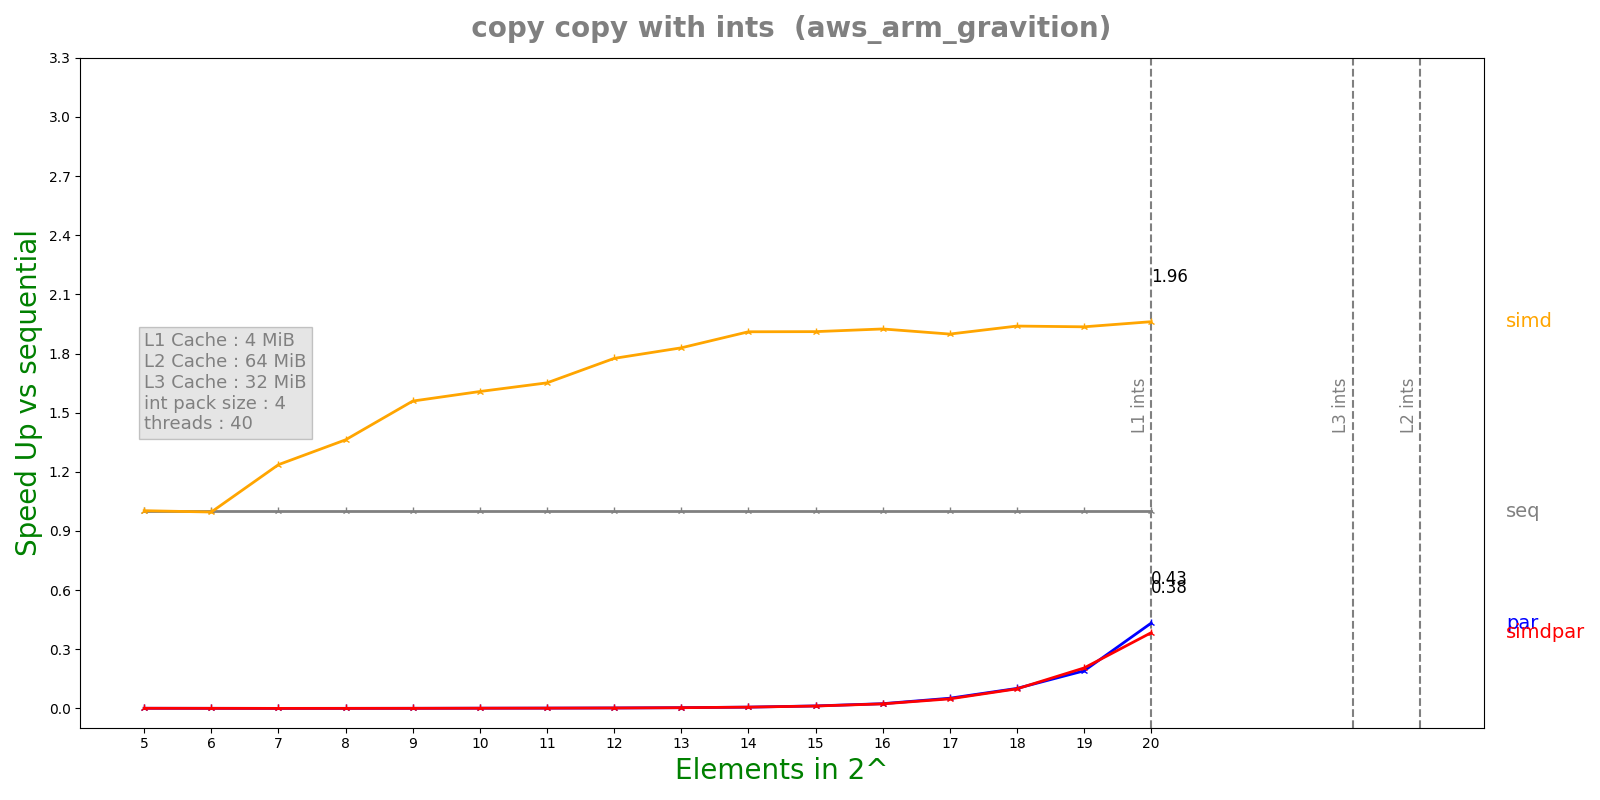 copy copy with ints  (aws_arm_gravition)
Speed Up vs sequential
3.3
3.0
2.7
2.4
2.1
1.8
1.5
1.2
0.9
0.6
0.3
0.0
L1 Cache : 4 MiB
L2 Cache : 64 MiB
L3 Cache : 32 MiB
int pack size : 4
threads : 40
1.96
0.43
0.38
L1 ints
L3 ints
L2 ints
simd
seq
par
simdpar
5 6 7 8 9 10 11 12 13 14 15 16 17 18 19 20
Elements in 2^